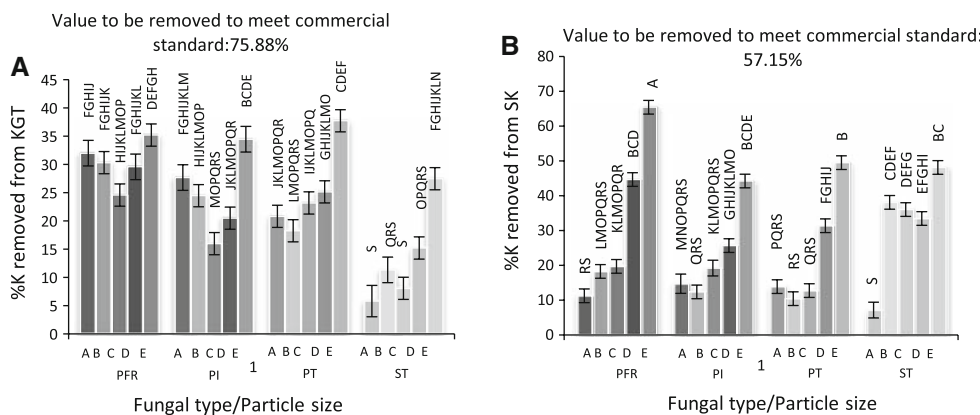 Value to be removed to meet commercial
standard:75.88%
A
%K removed from KGT
45
40
35
30
25
20
15
10
5
0
FGHIJ
FGHIJK
HIJKLMOP
FGHIJKL
DEFGH
FGHIJKLM
HIJKLMOP
MOPQRS
JKLMOPQR
BCDE
JKLMOPQR
LMOPQRS
IJKLMOPQ
GHIJKLMO
CDEF
S
QRS
S
OPQRS
FGHIJKLN
A B C D E A B C D E A B C D E A B C D E
PFR PI 1 PT ST
Fungal type/Particle size
B
Value to be removed to meet commercial standard:
57.15%
%K removed from SK
80
70
60
50
40
30
20
10
0
RS
LMOPQRS
KLMOPQR
BCD
A
MNOPQRS
QRS
KLMOPQRS
GHIJKLMO
BCDE
PQRS
RS
QRS
FGHIJ
B
S
CDEF
DEFG
EFGHI
BC
A B C D E A B C D E A B C D E A B C D E
PFR PI 1 PT ST
Fungal type/Particle size